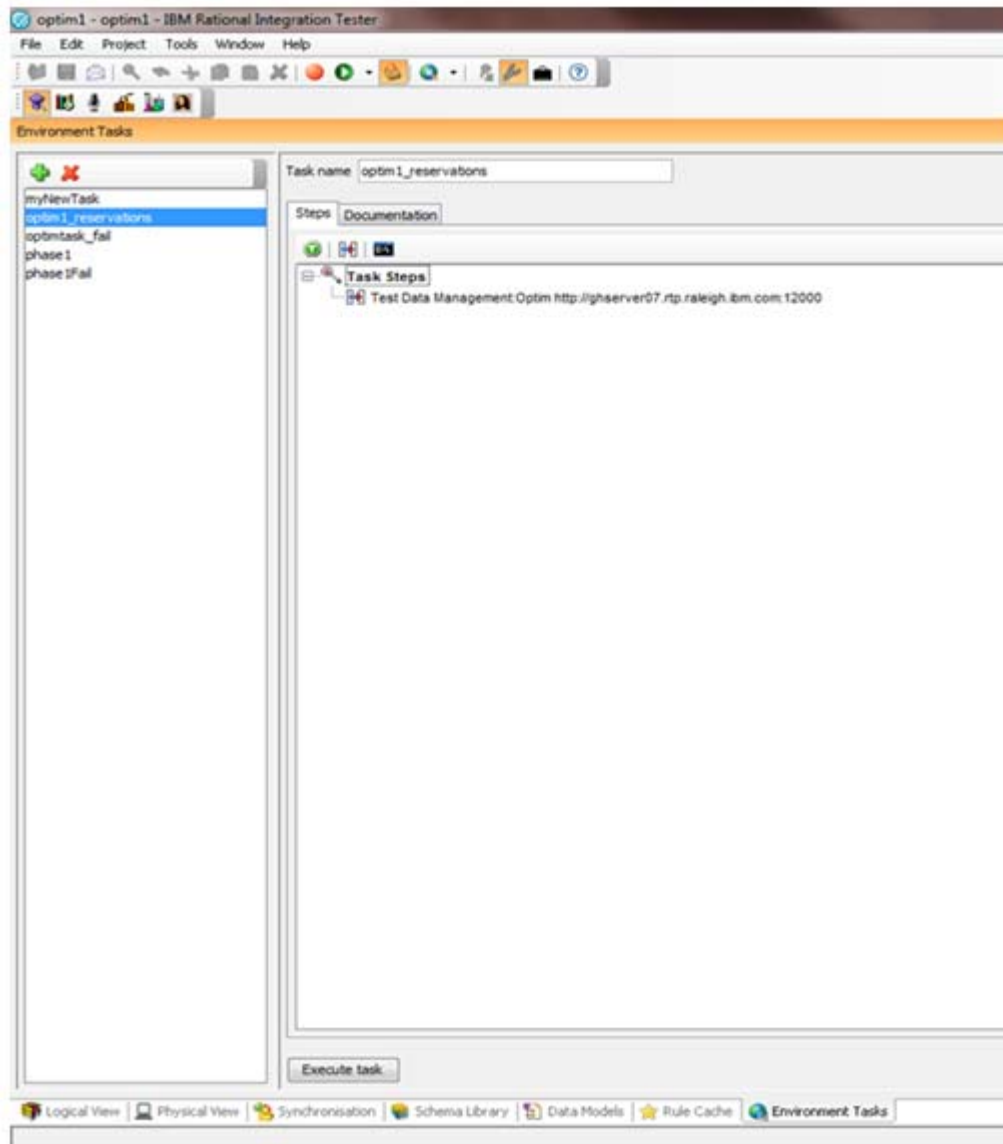 optim1 - optim1 - IBM Rational Integration Tester
File Edit Project Tools Window Help
Environment Tasks
Task name optim1_reservations
myNewTask
optim1_reservations
optimtask_fail
phase1
phase1Fail
Steps Documentation
Task Steps
Test Data Management:Optim http://ghserver07.rtp.raleigh.ibm.com:12000
Execute task
Logical View Physical View Synchronisation Schema Library Data Models Rule Cache Environment Tasks